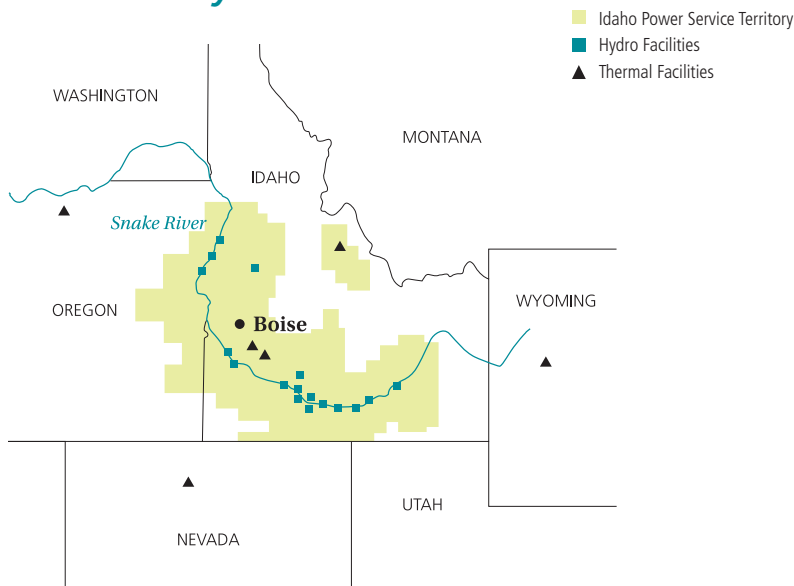 Idaho Power Service Territory
Hydro Facilities
Thermal Facilities
WASHINGTON
MONTANA
IDAHO
Snake River
OREGON
WYOMING
Boise
UTAH
NEVADA